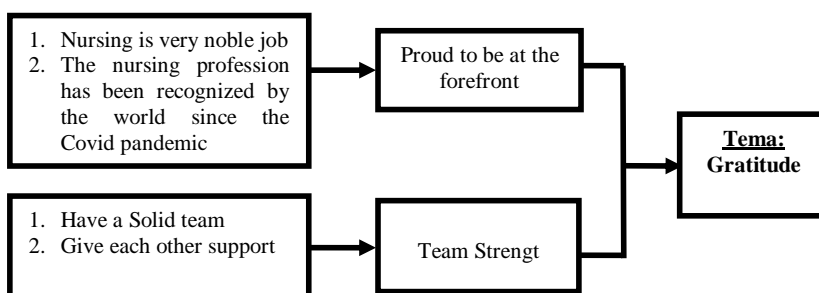 1. Nursing is very noble job
2. The nursing profession
has been recognized by
the world since the
Covid pandemic
Proud to be at the
forefront
1. Have a Solid team
2. Give each other support
Team Strengt
Tema:
Gratitude